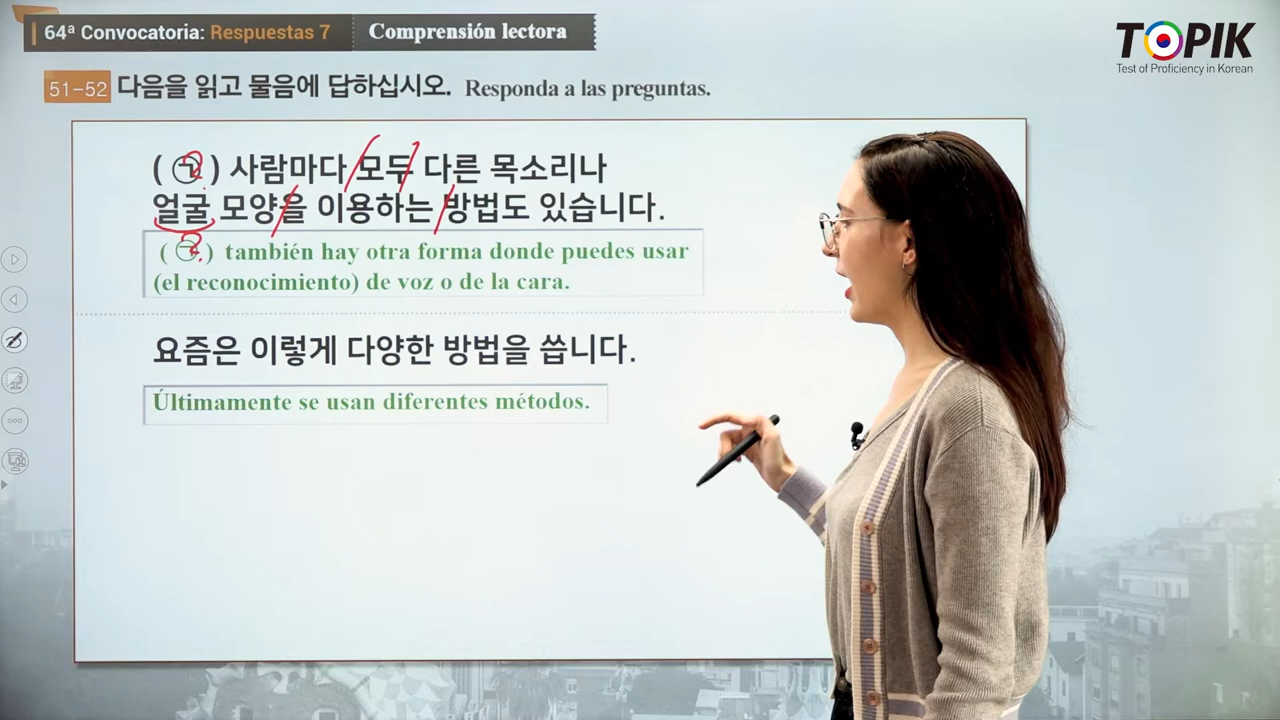 64ª Convocatoria: Respuestas 7 Comprensión lectora
TOPIK
Test of Proficiency in Korean
51-52 다음을 읽고 물음에 답하십시오. Responda a las preguntas.
( ㉠ ) 사람마다 모두 다른 목소리나
얼굴 모양을 이용하는 방법도 있습니다.
( ㉠ ) también hay otra forma donde puedes usar
(el reconocimiento) de voz o de la cara.
요즘은 이렇게 다양한 방법을 씁니다.
Últimamente se usan diferentes métodos.